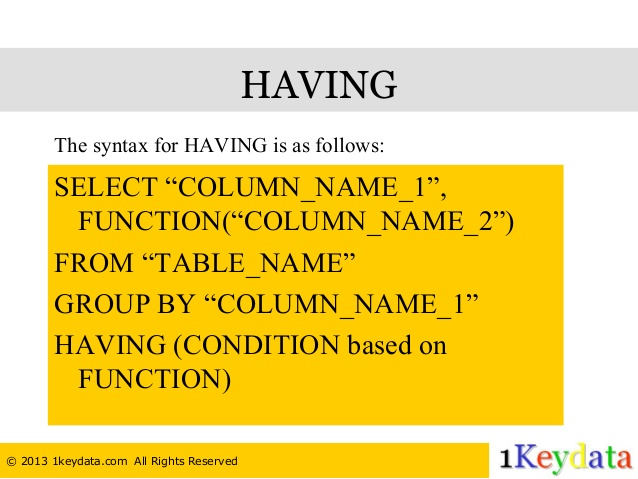 HAVING
The syntax for HAVING is as follows:
SELECT “COLUMN_NAME_1”,
FUNCTION(“COLUMN_NAME_2”)
FROM “TABLE_NAME”
GROUP BY “COLUMN_NAME_1”
HAVING (CONDITION based on
FUNCTION)
© 2013 1keydata.com All Rights Reserved
1Keydata